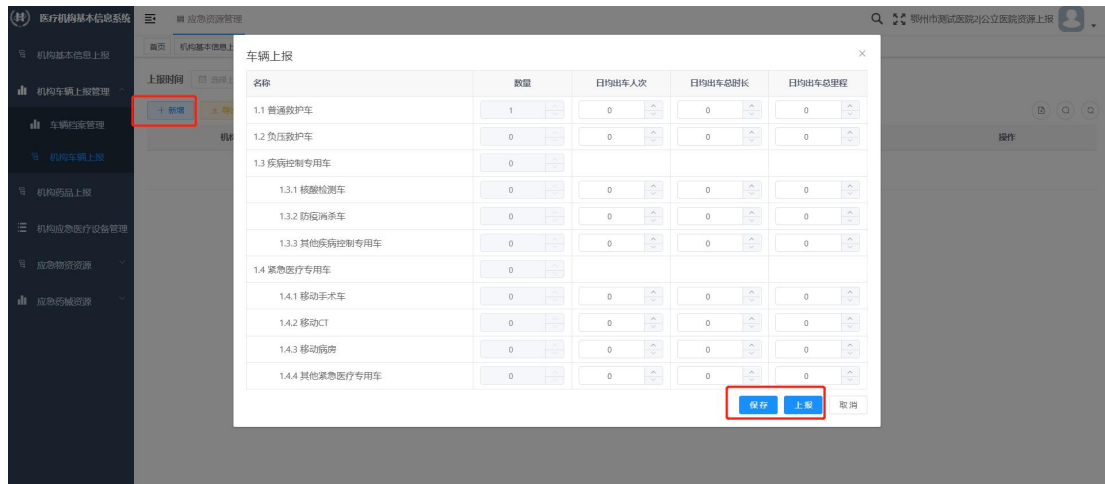 医疗机构基本信息系统
应急资源管理
鄂州市测试医院2|公立医院资源上报
机构基本信息上报
机构车辆上报管理
车辆档案管理
机构车辆上报
机构药品上报
机构应急医疗设备管理
应急物资资源
应急药械资源
首页 机构基本信息上
上报时间
+ 新增
操作
车辆上报
名称 数量 日均出车人次 日均出车总时长 日均出车总里程
1.1 普通救护车 1 0 0 0
1.2 负压救护车 0 0 0 0
1.3 疾病控制专用车 0
1.3.1 核酸检测车 0 0 0 0
1.3.2 防疫消杀车 0 0 0 0
1.3.3 其他疾病控制专用车 0 0 0 0
1.4 紧急医疗专用车 0
1.4.1 移动手术车 0 0 0 0
1.4.2 移动CT 0 0 0 0
1.4.3 移动病房 0 0 0 0
1.4.4 其他紧急医疗专用车 0 0 0 0
保存 上报 取消